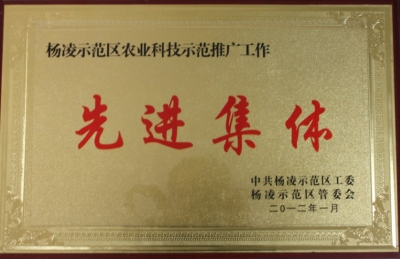 杨凌示范区农业科技示范推广工作
先进集体
中共杨凌示范区工委
杨凌示范区管委会
二〇一二年一月